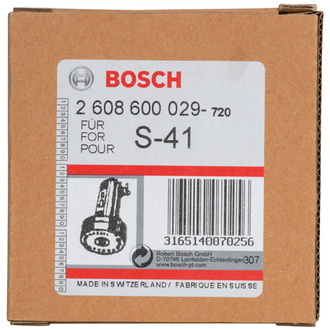 BOSCH
2 608 600 029-720
FÜR
FOR
POUR
S-41
3165140070256
Robert Bosch GmbH
D-70745 Leinfelden-Echterdingen
www.bosch-pt.com
307
MADE IN SWITZERLAND / FABRIQUE EN SUISSE